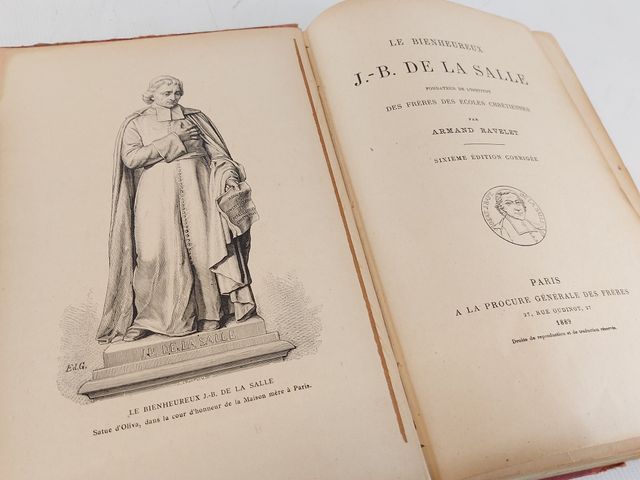 Ed.G.
J.-B. DE LA SALLE
LE BIENHEUREUX J.-B. DE LA SALLE
Satue d'Oliva, dans la cour d'honneur de la Maison mère à Paris.
LE BIENHEUREUX
J.-B. DE LA SALLE
FONDATEUR DE L'INSTITUT
DES FRÈRES DES ÉCOLES CHRÉTIENNES
PAR
ARMAND RAVELET
SIXIÈME ÉDITION CORRIGÉE
PARIS
A LA PROCURE GÉNÉRALE DES FRÈRES
27, RUE OUDINOT, 27
1889
Droits de reproduction et de traduction réservés.